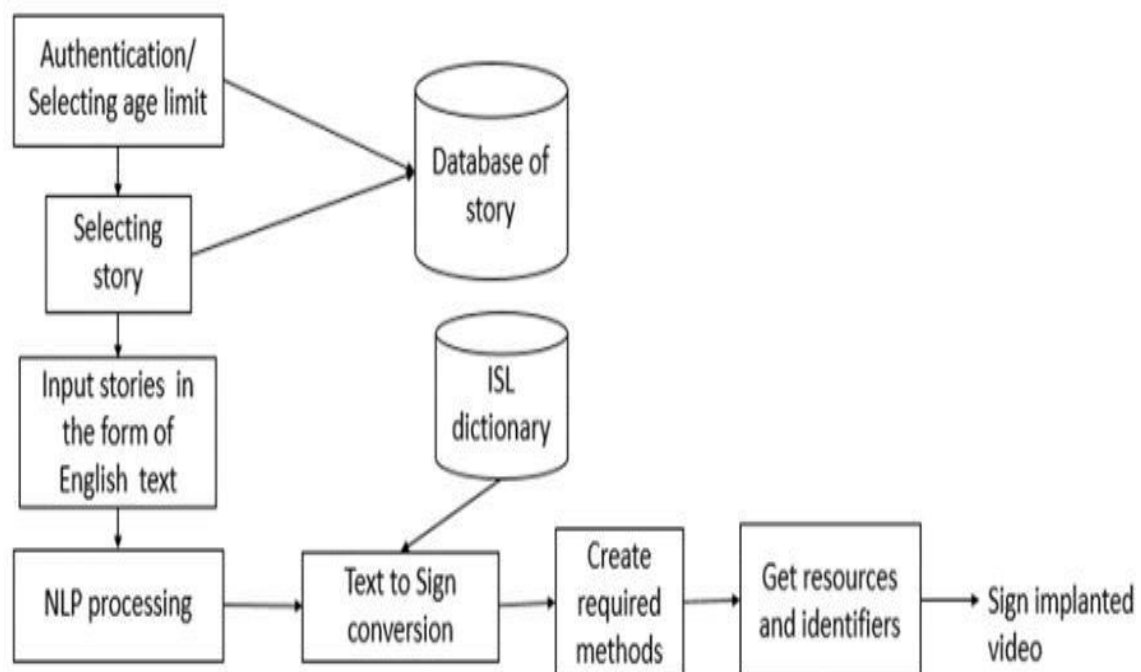 Authentication/
Selecting age limit
Database of
story
Selecting
story
ISL
dictionary
Input stories in
the form of
English text
NLP processing
Text to Sign
conversion
Create
required
methods
Get resources
and identifiers
Sign implanted
video